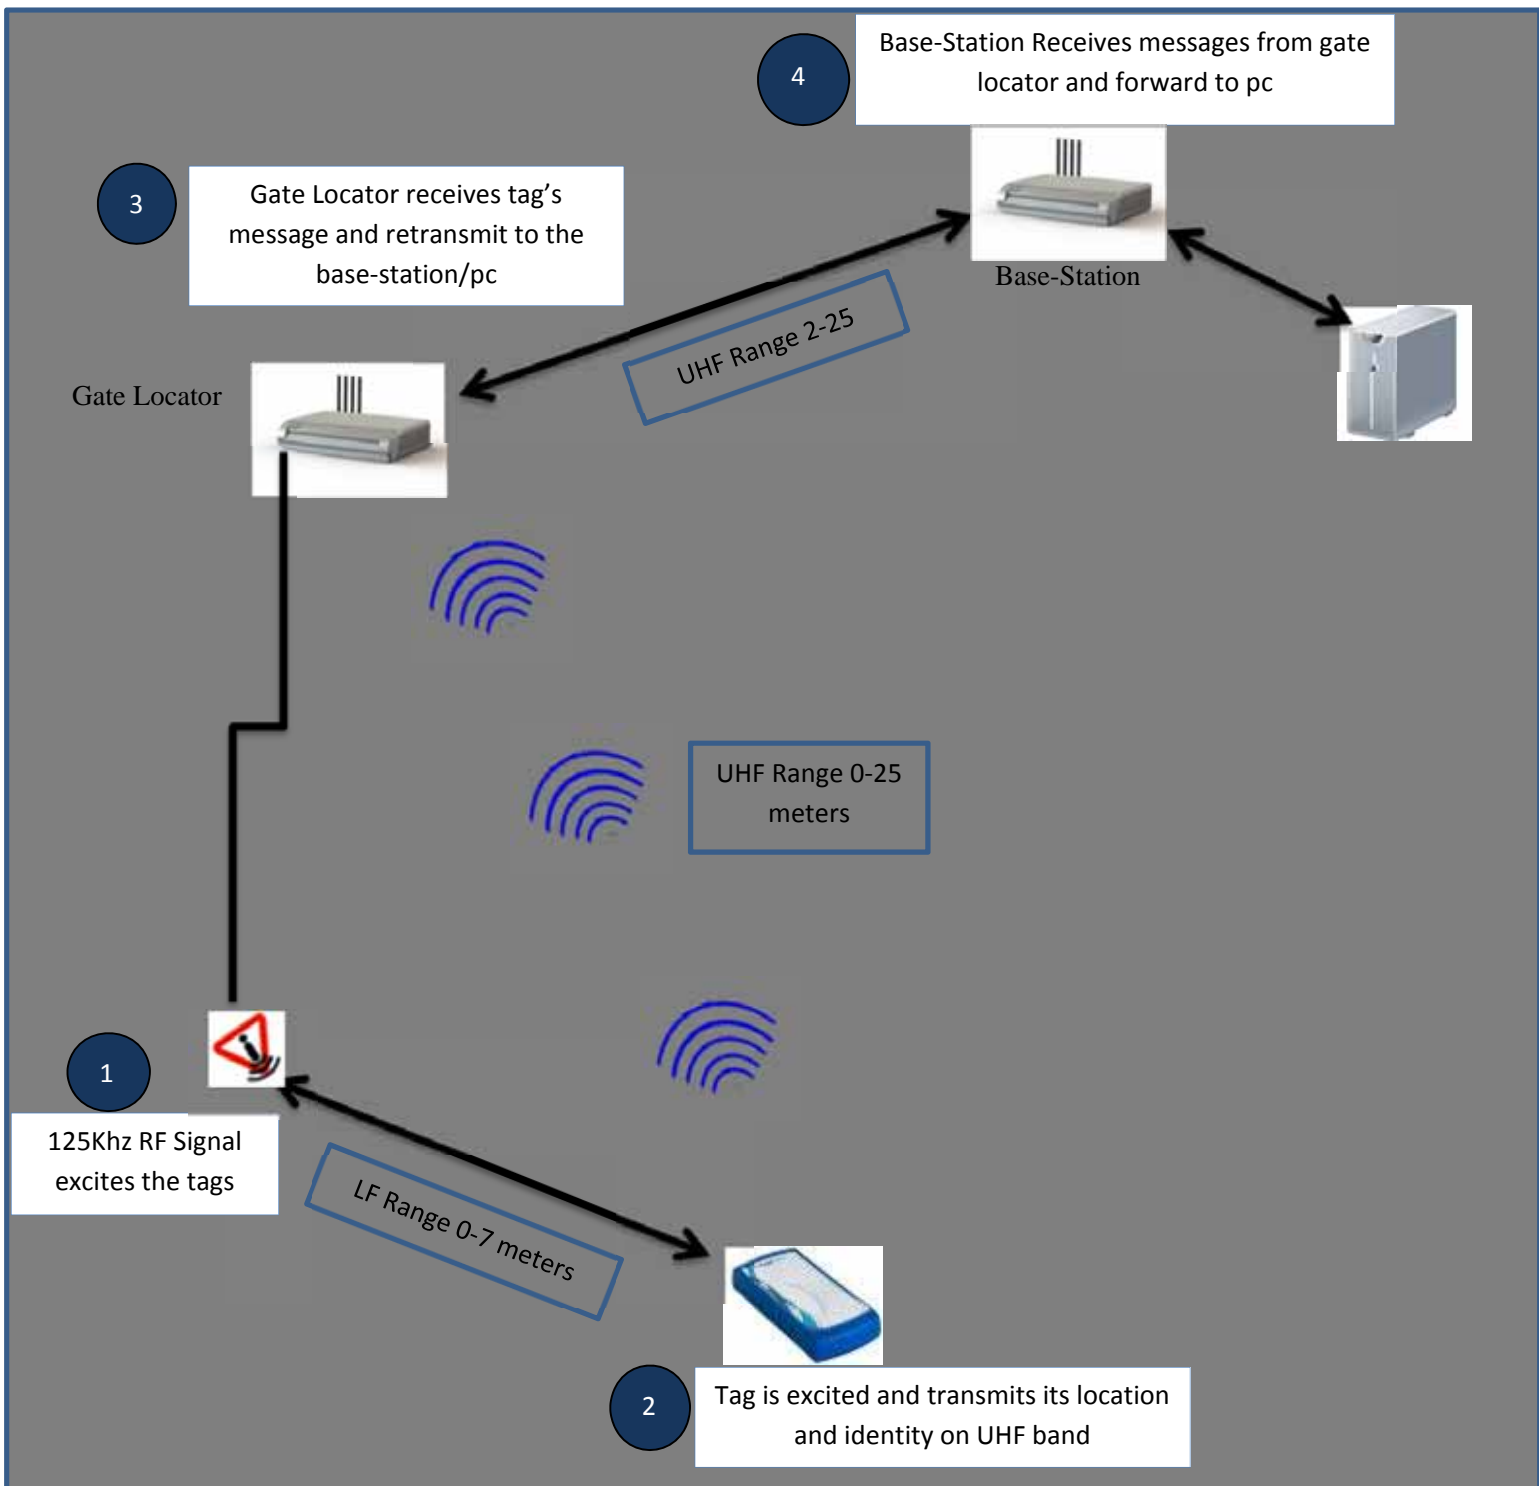 4
Base-Station Receives messages from gate
locator and forward to pc
3
Gate Locator receives tag’s
message and retransmit to the
base-station/pc
Base-Station
UHF Range 2-25
Gate Locator
UHF Range 0-25
meters
1
125Khz RF Signal
excites the tags
LF Range 0-7 meters
2
Tag is excited and transmits its location
and identity on UHF band